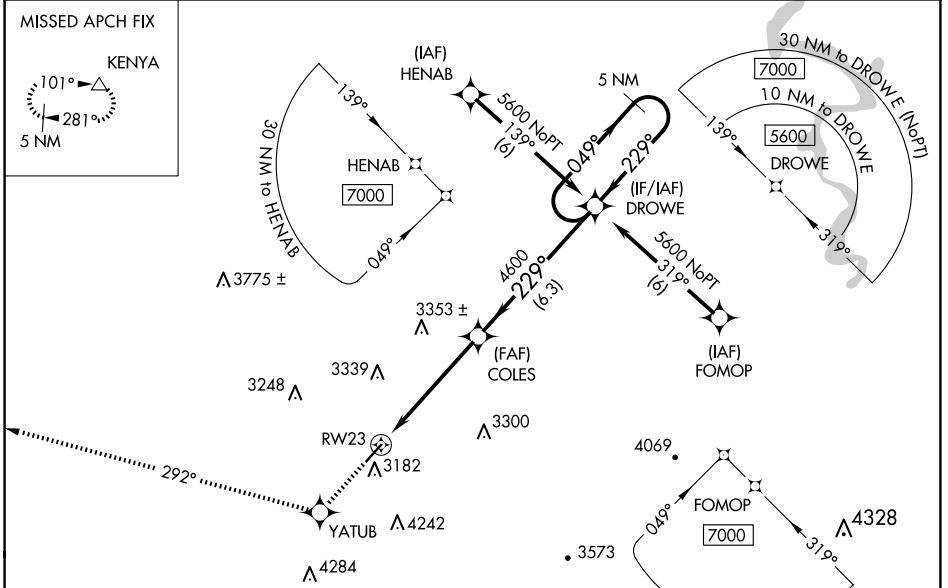 MISSED APCH FIX
KENYA
101°
281°
5 NM
(IAF)
HENAB
5600 NoPT
139°
(6)
5 NM
049°
229°
(IF/IAF)
DROWE
30 NM to DROWE (NoPT)
7000
10 NM to DROWE
5600
DROWE
139°
319°
139°
HENAB
7000
30 NM to HENAB
049°
4600
229°
(6.3)
5600 NoPT
319°
(6)
(IAF)
FOMOP
3775 ±
3353 ±
(FAF)
COLES
3339
3248
3300
RW23
3182
292°
YATUB
4242
4284
4069
FOMOP
7000
049°
319°
4328
3573